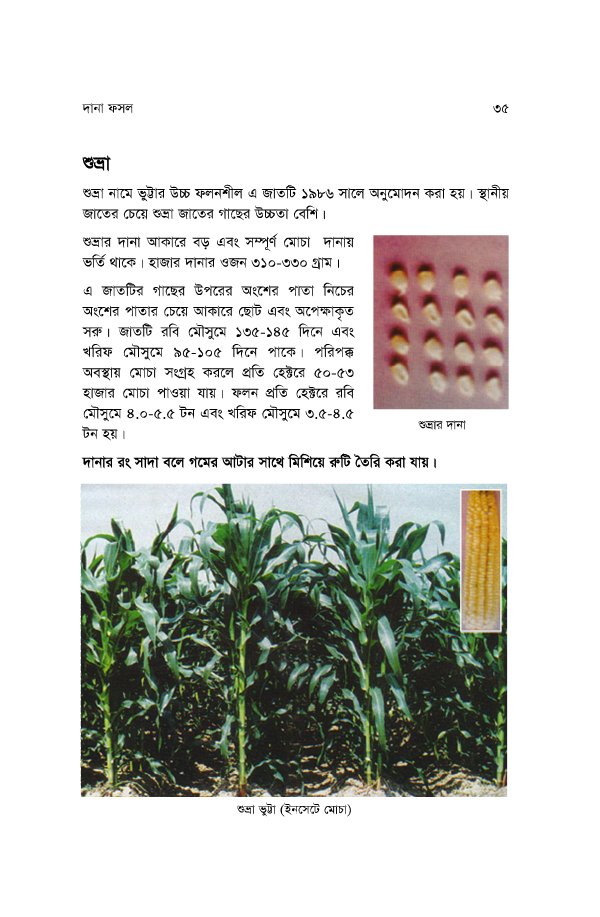 দানা ফসল ৩৫
শুভ্রা
শুভ্রা নামে ভুট্টার উচ্চ ফলনশীল এ জাতটি ১৯৮৬ সালে অনুমোদন করা হয়। স্থানীয়
জাতের চেয়ে শুভ্রা জাতের গাছের উচ্চতা বেশি।
শুভ্রার দানা আকারে বড় এবং সম্পূর্ণ মোচা দানায়
ভর্তি থাকে। হাজার দানার ওজন ৩১০-৩৩০ গ্রাম।
এ জাতটির গাছের উপরের অংশের পাতা নিচের
অংশের পাতার চেয়ে আকারে ছোট এবং অপেক্ষাকৃত
সরু। জাতটি রবি মৌসুমে ১৩৫-১৪৫ দিনে এবং
খরিফ মৌসুমে ৯৫-১০৫ দিনে পাকে। পরিপক্ক
অবস্থায় মোচা সংগ্রহ করলে প্রতি হেক্টরে ৫০-৫৩
হাজার মোচা পাওয়া যায়। ফলন প্রতি হেক্টরে রবি
মৌসুমে ৪.০-৫.৫ টন এবং খরিফ মৌসুমে ৩.৫-৪.৫
টন হয়।
শুভ্রার দানা
দানার রং সাদা বলে গমের আটার সাথে মিশিয়ে রুটি তৈরি করা যায়।
শুভ্রা ভুট্টা (ইনসেটে মোচা)